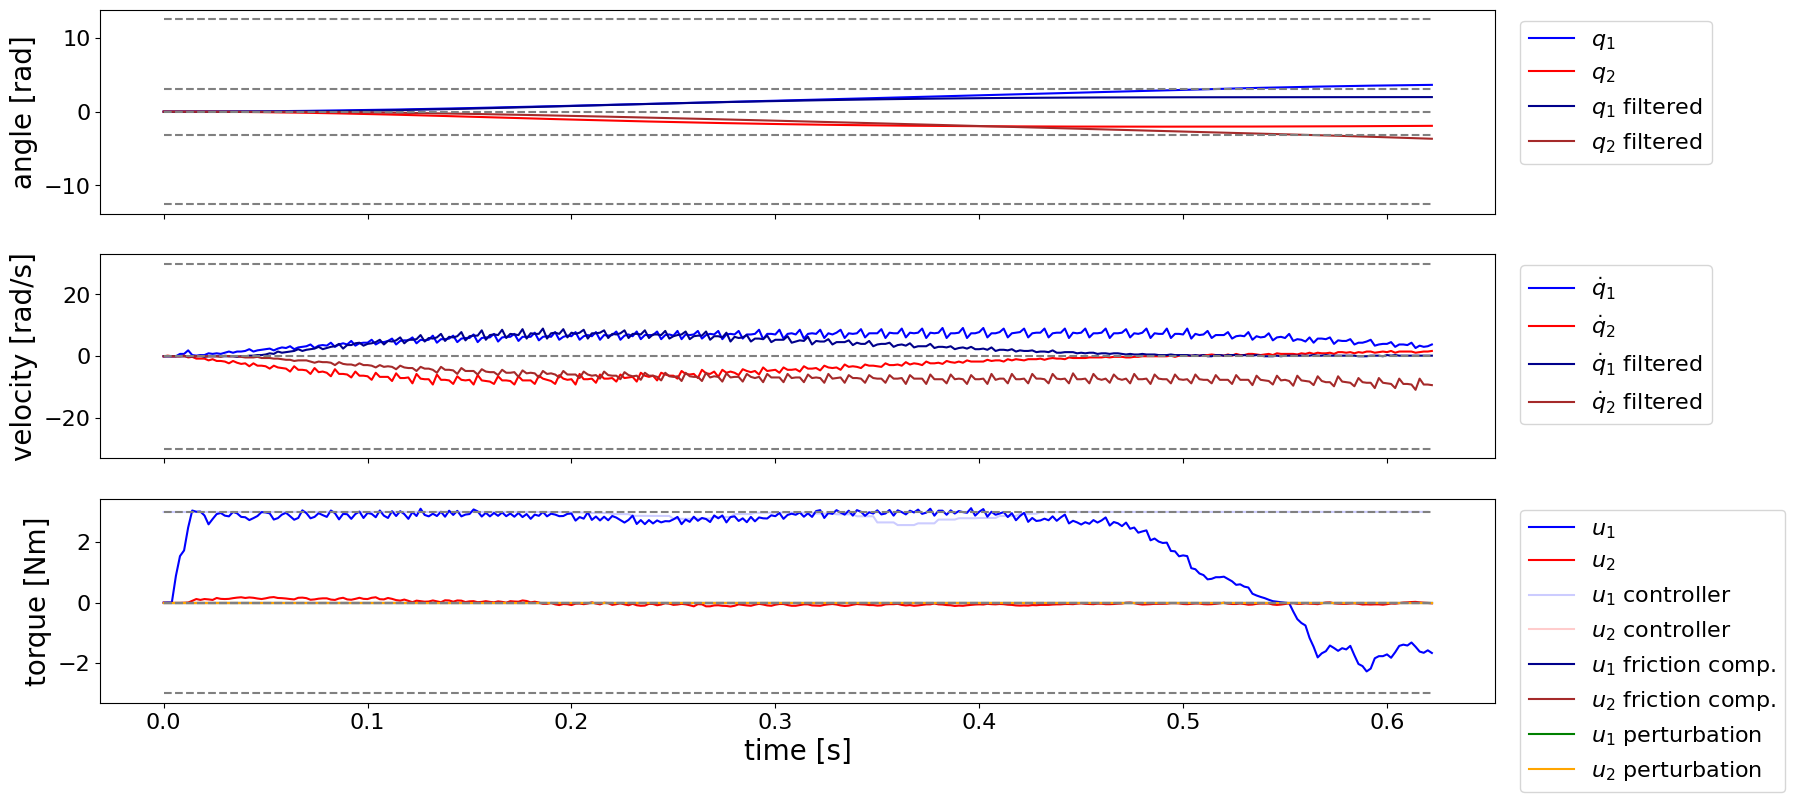 angle [rad]
10
0
−10
q₁
q₂
q₁ filtered
q₂ filtered
velocity [rad/s]
20
0
−20
q̇₁
q̇₂
q̇₁ filtered
q̇₂ filtered
torque [Nm]
2
0
−2
0.0 0.1 0.2 0.3 0.4 0.5 0.6
time [s]
u₁
u₂
u₁ controller
u₂ controller
u₁ friction comp.
u₂ friction comp.
u₁ perturbation
u₂ perturbation